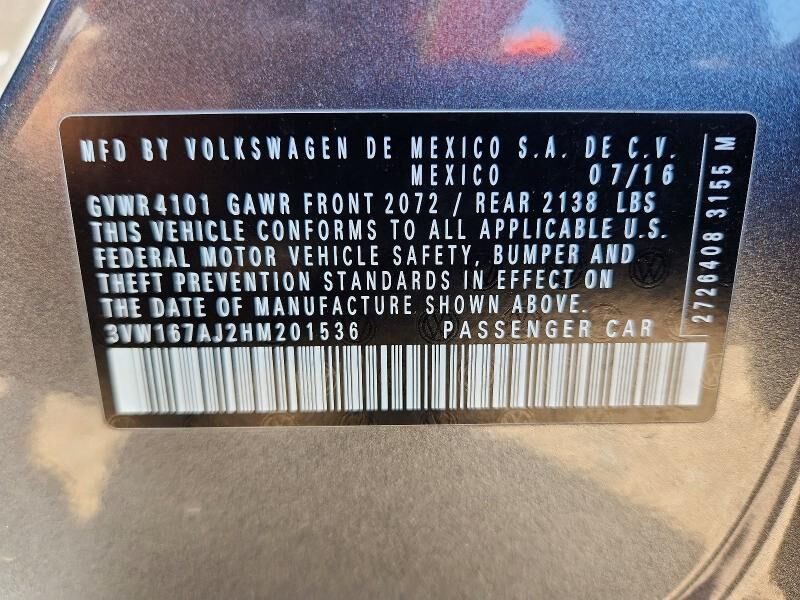 MFD BY VOLKSWAGEN DE MEXICO S.A. DE C.V.
MEXICO 07/16
GVWR4101 GAWR FRONT 2072 / REAR 2138 LBS
THIS VEHICLE CONFORMS TO ALL APPLICABLE U.S.
FEDERAL MOTOR VEHICLE SAFETY, BUMPER AND
THEFT PREVENTION STANDARDS IN EFFECT ON
THE DATE OF MANUFACTURE SHOWN ABOVE.
3VW167AJ2HM201536 PASSENGER CAR
2726408 3155 M